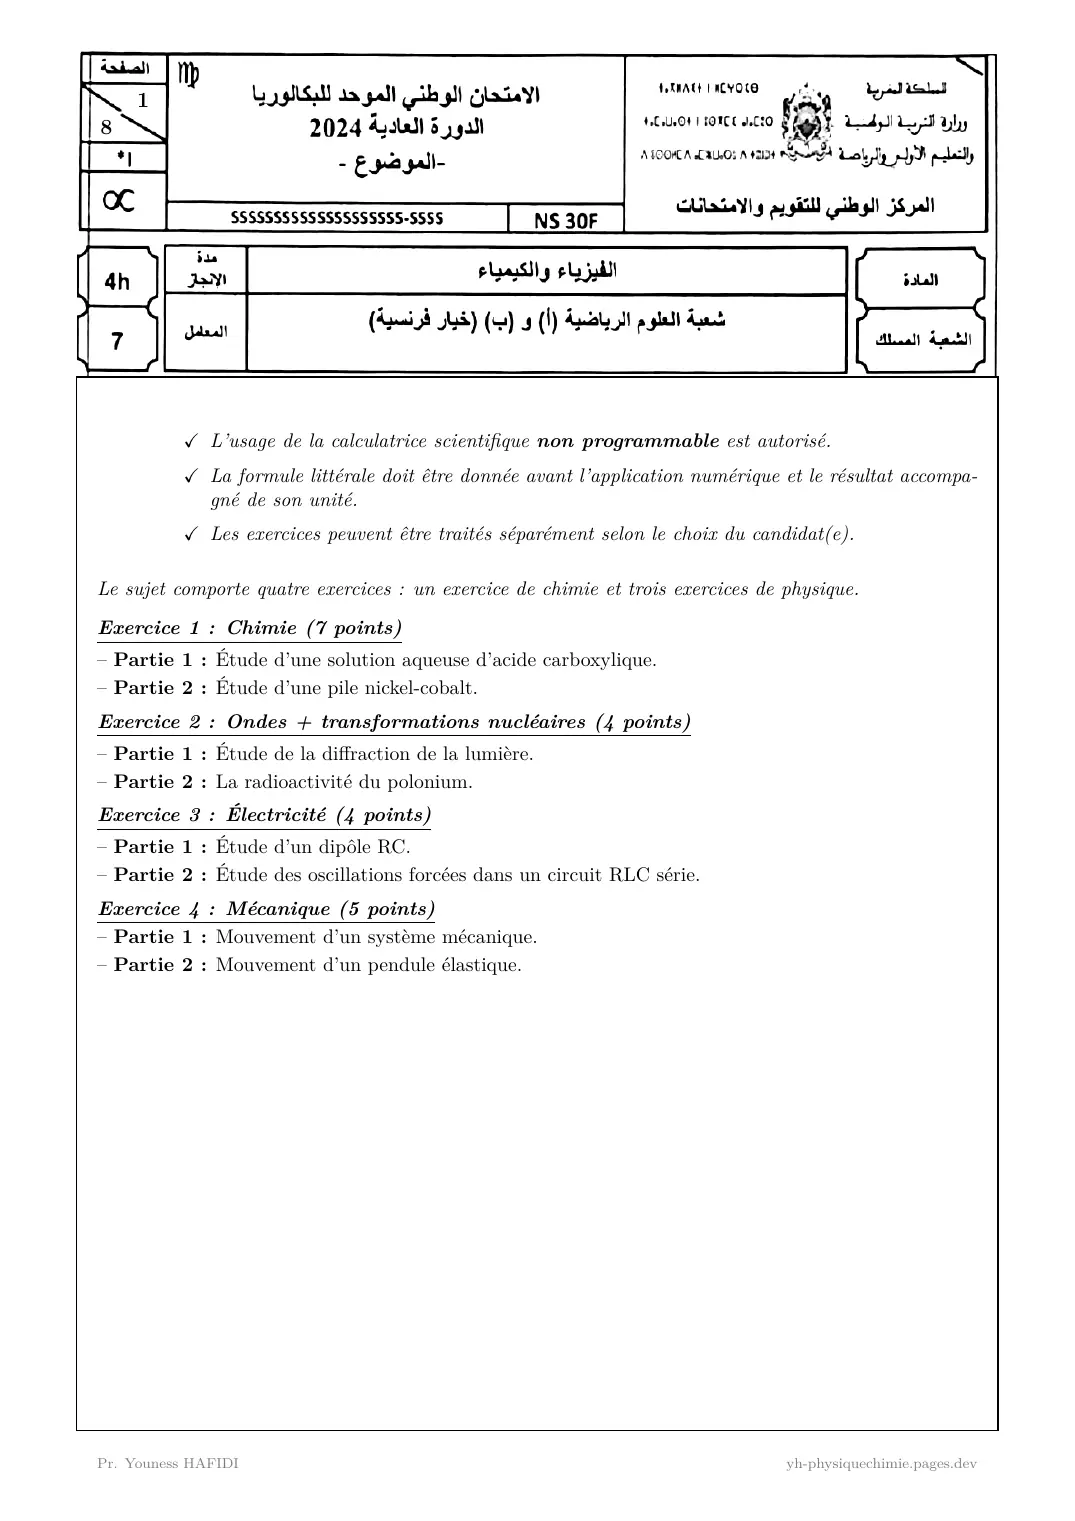 الصفحة
1
8
*1
الامتحان الوطني الموحد للبكالوريا
الدورة العادية 2024
-الموضوع -
SSSSSSSSSSSSSSSSSSSS-SSSS
NS 30F
المملكة المغربية
وزارة التربية الوطنية
والتعليم الأولي والرياضة
المركز الوطني للتقويم والامتحانات
4h
مدة الانجاز
الفيزياء والكيمياء
المادة
7
المعامل
شعبة العلوم الرياضية (أ) و (ب) (خيار فرنسية)
الشعبة المسلك
✓ L'usage de la calculatrice scientifique non programmable est autorisé.
✓ La formule littérale doit être donnée avant l'application numérique et le résultat accompa-
gné de son unité.
✓ Les exercices peuvent être traités séparément selon le choix du candidat(e).
Le sujet comporte quatre exercices : un exercice de chimie et trois exercices de physique.
Exercice 1 : Chimie (7 points)
– Partie 1 : Étude d'une solution aqueuse d'acide carboxylique.
– Partie 2 : Étude d'une pile nickel-cobalt.
Exercice 2 : Ondes + transformations nucléaires (4 points)
– Partie 1 : Étude de la diffraction de la lumière.
– Partie 2 : La radioactivité du polonium.
Exercice 3 : Électricité (4 points)
– Partie 1 : Étude d'un dipôle RC.
– Partie 2 : Étude des oscillations forcées dans un circuit RLC série.
Exercice 4 : Mécanique (5 points)
– Partie 1 : Mouvement d'un système mécanique.
– Partie 2 : Mouvement d'un pendule élastique.
Pr. Youness HAFIDI
yh-physiquechimie.pages.dev